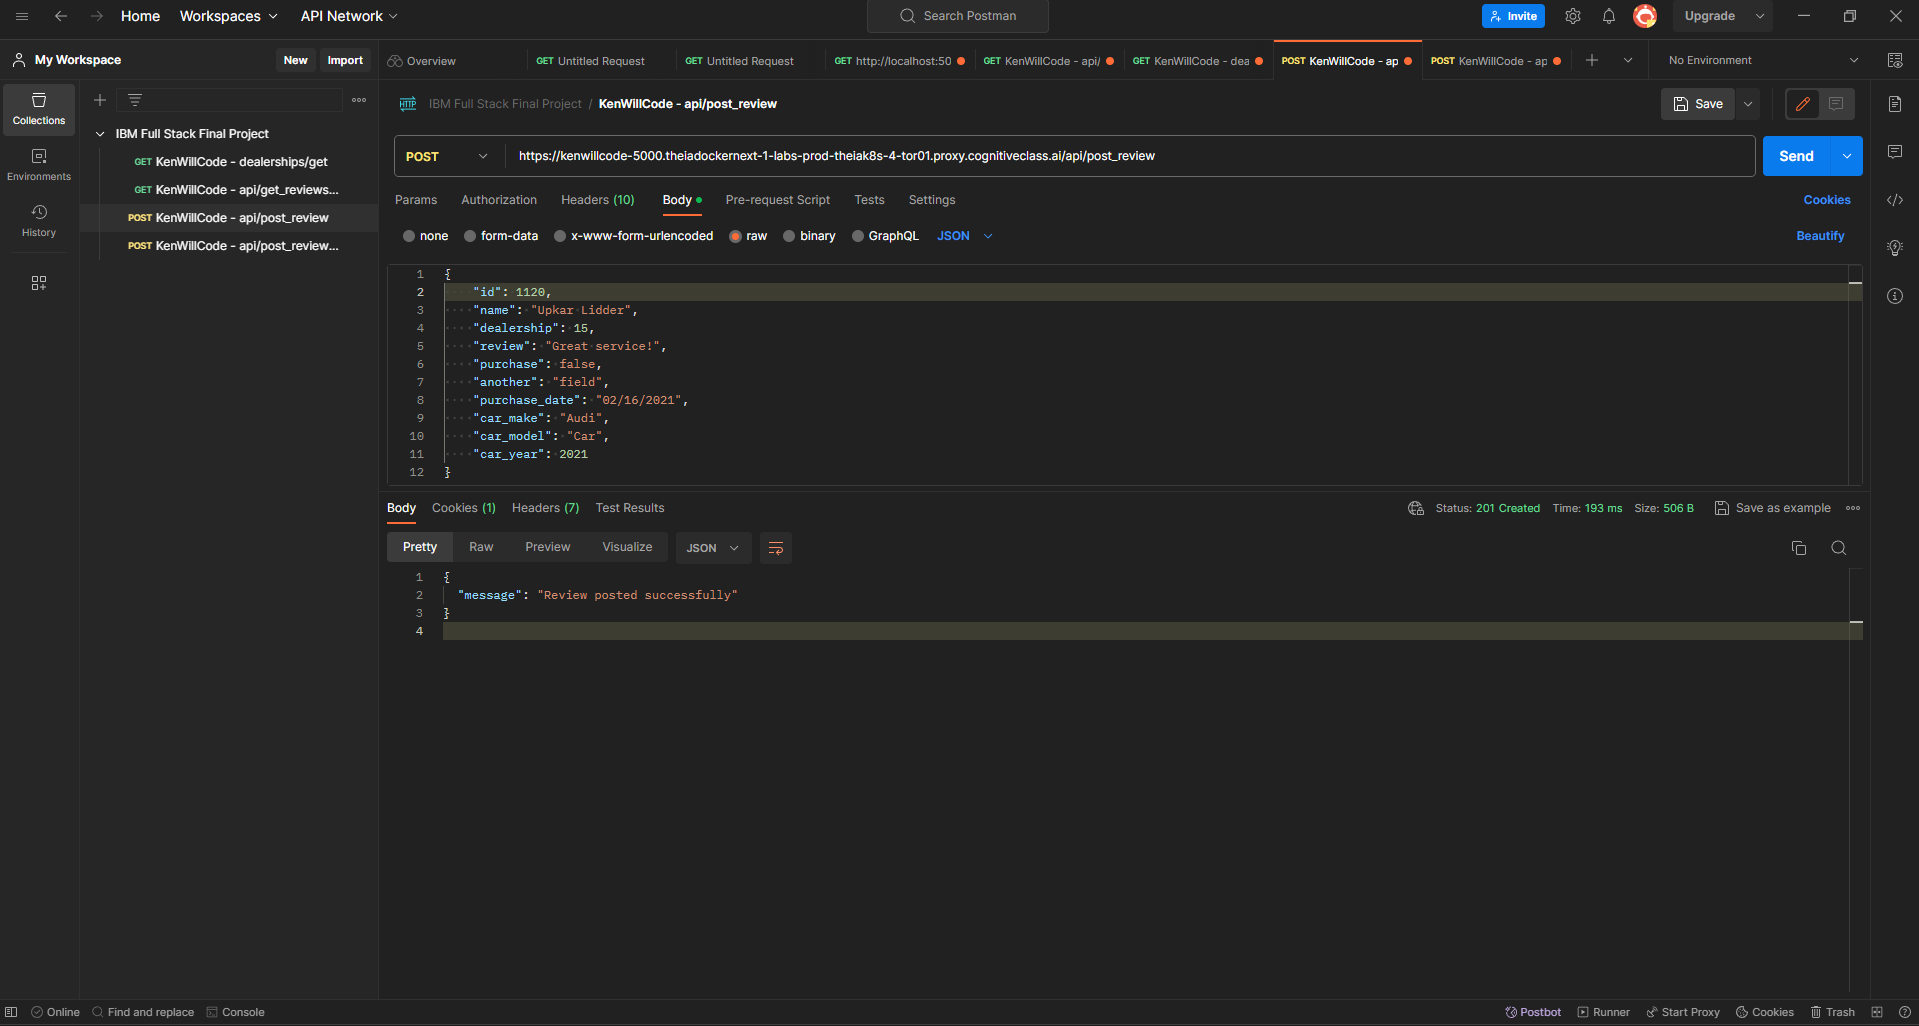 Home Workspaces API Network Search Postman Invite Upgrade
My Workspace New Import Overview GET Untitled Request GET Untitled Request GET http://localhost:50 GET KenWillCode - api/ GET KenWillCode - dea POST KenWillCode - ap POST KenWillCode - ap No Environment
Collections
Environments
History
IBM Full Stack Final Project
GET KenWillCode - dealerships/get
GET KenWillCode - api/get_reviews...
POST KenWillCode - api/post_review
POST KenWillCode - api/post_review...
HTTP IBM Full Stack Final Project / KenWillCode - api/post_review Save
POST https://kenwillcode-5000.theiadockernext-1-labs-prod-theiak8s-4-tor01.proxy.cognitiveclass.ai/api/post_review Send
Params Authorization Headers (10) Body Pre-request Script Tests Settings Cookies
none form-data x-www-form-urlencoded raw binary GraphQL JSON Beautify
1 {
2 "id": 1120,
3 "name": "Upkar Lidder",
4 "dealership": 15,
5 "review": "Great service!",
6 "purchase": false,
7 "another": "field",
8 "purchase_date": "02/16/2021",
9 "car_make": "Audi",
10 "car_model": "Car",
11 "car_year": 2021
12 }
Body Cookies (1) Headers (7) Test Results Status: 201 Created Time: 193 ms Size: 506 B Save as example
Pretty Raw Preview Visualize JSON
1 {
2 "message": "Review posted successfully"
3 }
4
Online Find and replace Console Postbot Runner Start Proxy Cookies Trash